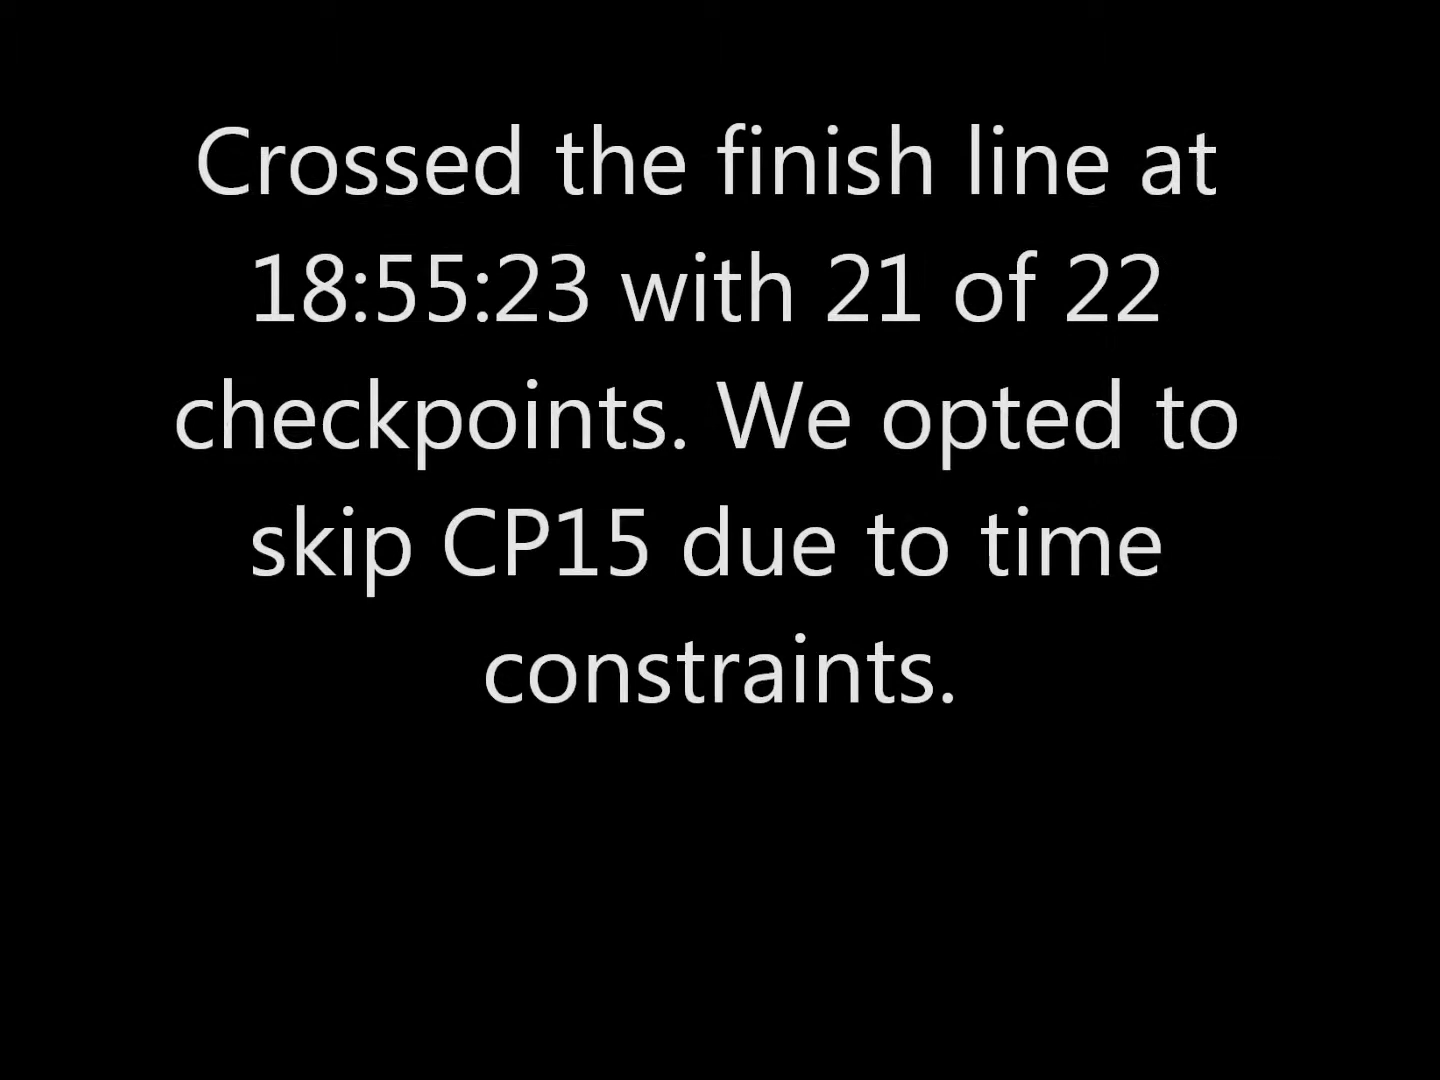 Crossed the finish line at
18:55:23 with 21 of 22
checkpoints. We opted to
skip CP15 due to time
constraints.